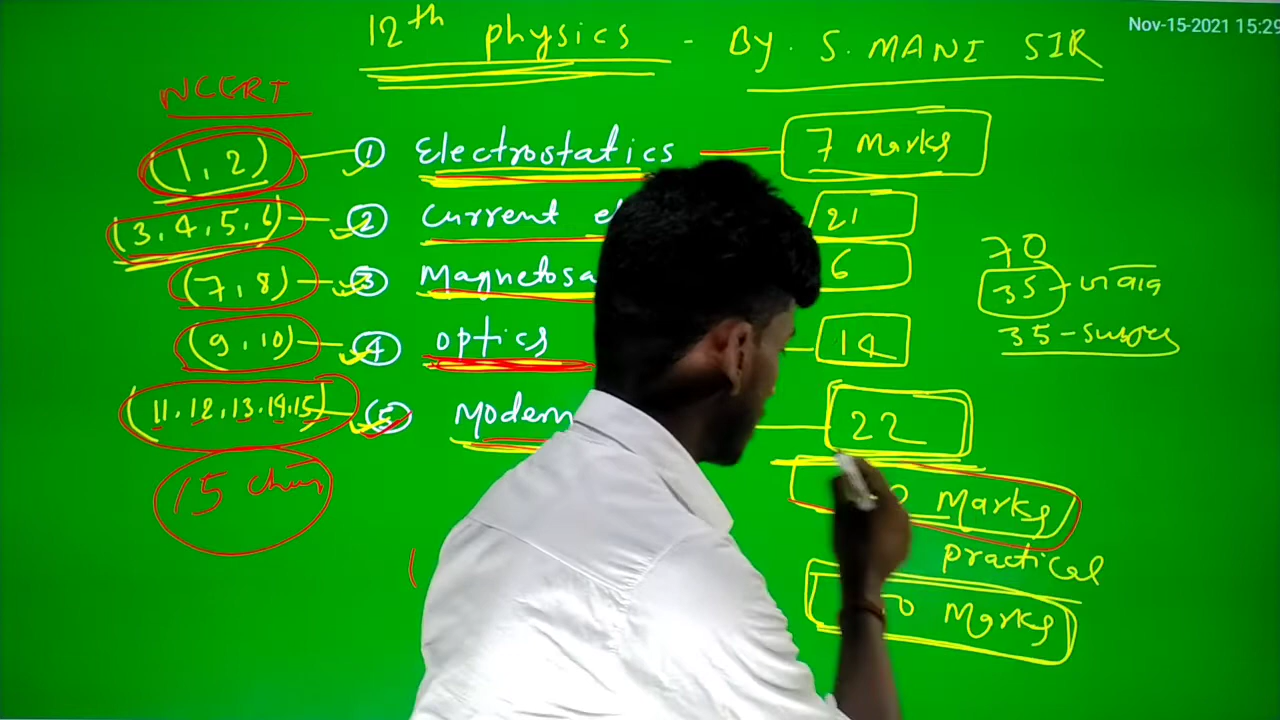 Nov-15-2021 15:29
12th physics - By. S. MANI SIR
NCERT
(1, 2) — ① Electrostatics — 7 Marks
(3, 4, 5, 6) — ② Current 21
(7, 8) — ③ 6
(9, 10) — ④ optics — 14
(11, 12, 13, 14, 15) — ⑤ Modern — 22
70
35 -
35 -
15
Marks
practical
Marks